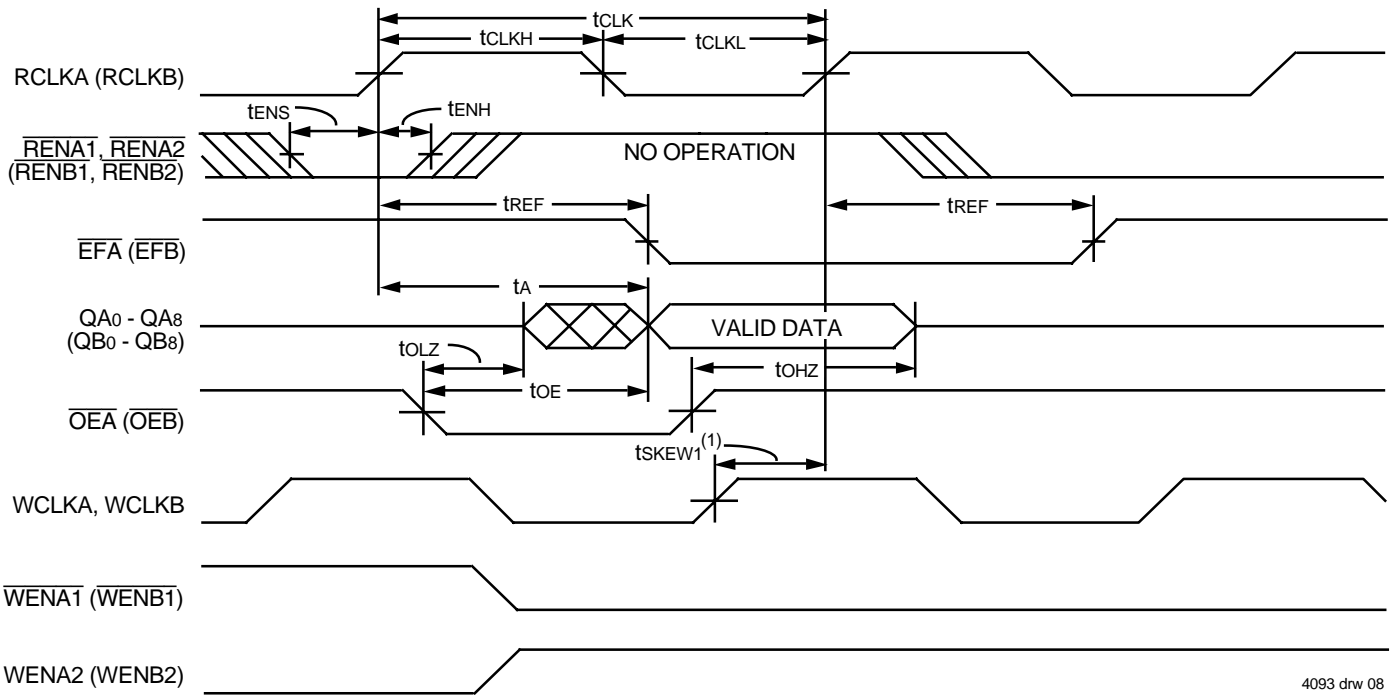 tCLK
tCLKH
tCLKL
RCLKA (RCLKB)
tENS
tENH
RENA1, RENA2
(RENB1, RENB2)
NO OPERATION
tREF
tREF
EFA (EFB)
tA
QA0 - QA8
(QB0 - QB8)
VALID DATA
tOLZ
tOHZ
tOE
OEA (OEB)
tSKEW1(1)
WCLKA, WCLKB
WENA1 (WENB1)
WENA2 (WENB2)
4093 drw 08